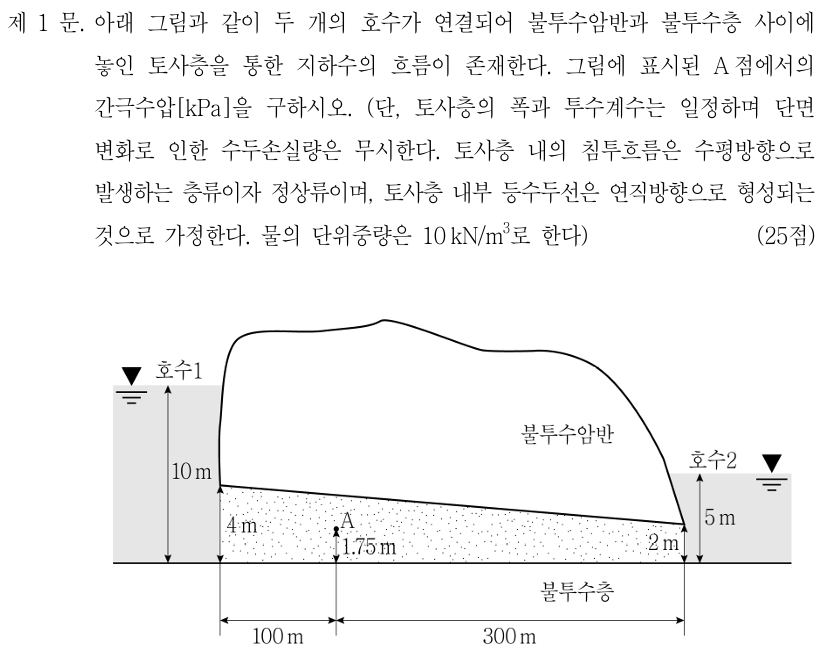 제 1 문. 아래 그림과 같이 두 개의 호수가 연결되어 불투수암반과 불투수층 사이에
놓인 토사층을 통한 지하수의 흐름이 존재한다. 그림에 표시된 A점에서의
간극수압[kPa]을 구하시오. (단, 토사층의 폭과 투수계수는 일정하며 단면
변화로 인한 수두손실량은 무시한다. 토사층 내의 침투흐름은 수평방향으로
발생하는 층류이자 정상류이며, 토사층 내부 등수두선은 연직방향으로 형성되는
것으로 가정한다. 물의 단위중량은 10 kN/m³로 한다) (25점)
호수1
불투수암반
호수2
10 m
4 m
A
1.75 m
2 m
5 m
불투수층
100 m
300 m